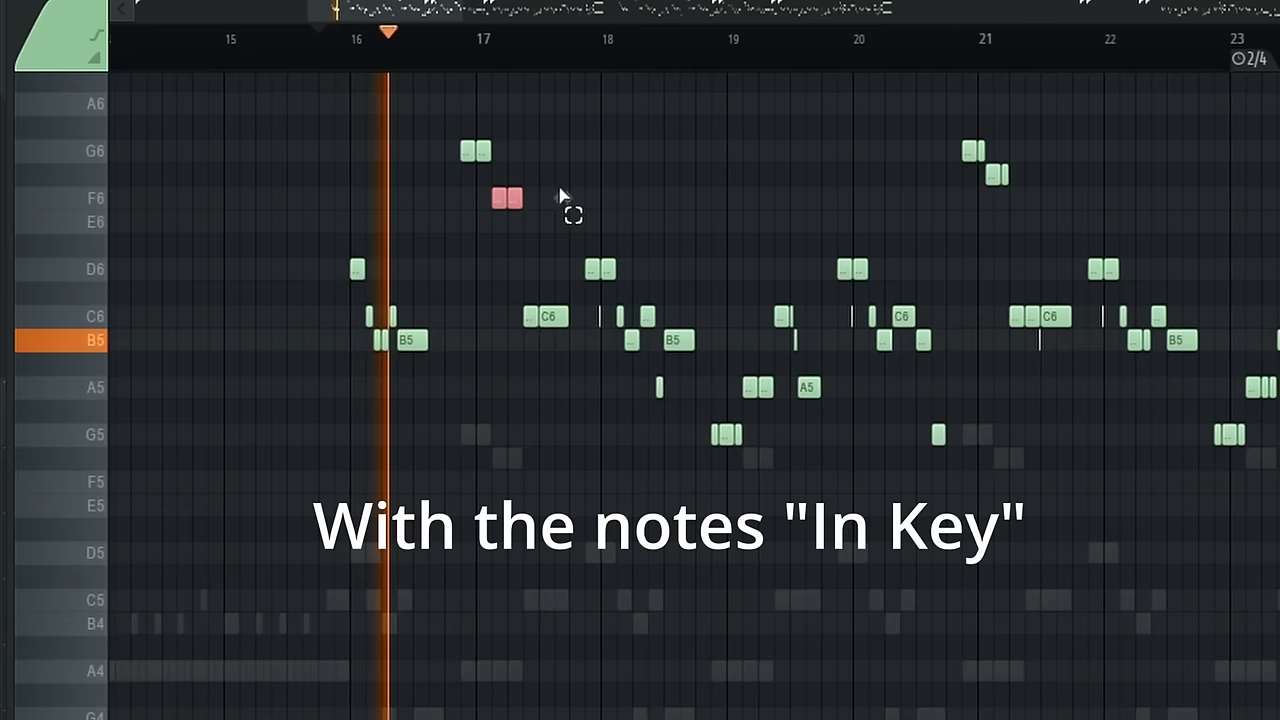 15 16 17 18 19 20 21 22 23
2/4
A6
G6
F6
E6
D6
C6 C6 C6 C6
B5 B5 B5 B5
A5 A5
G5
F5
E5
With the notes "In Key"
D5
C5
B4
A4
G4